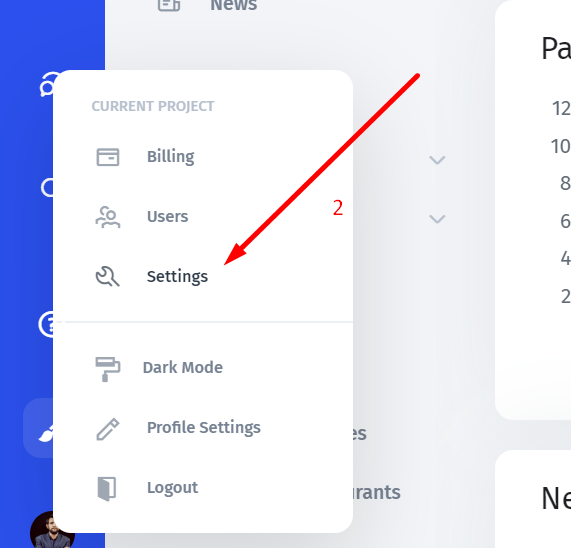 News
CURRENT PROJECT
Billing
Users
2
Settings
Dark Mode
Profile Settings
Logout
es
urants
Pa
12
10
8
6
4
2
Ne